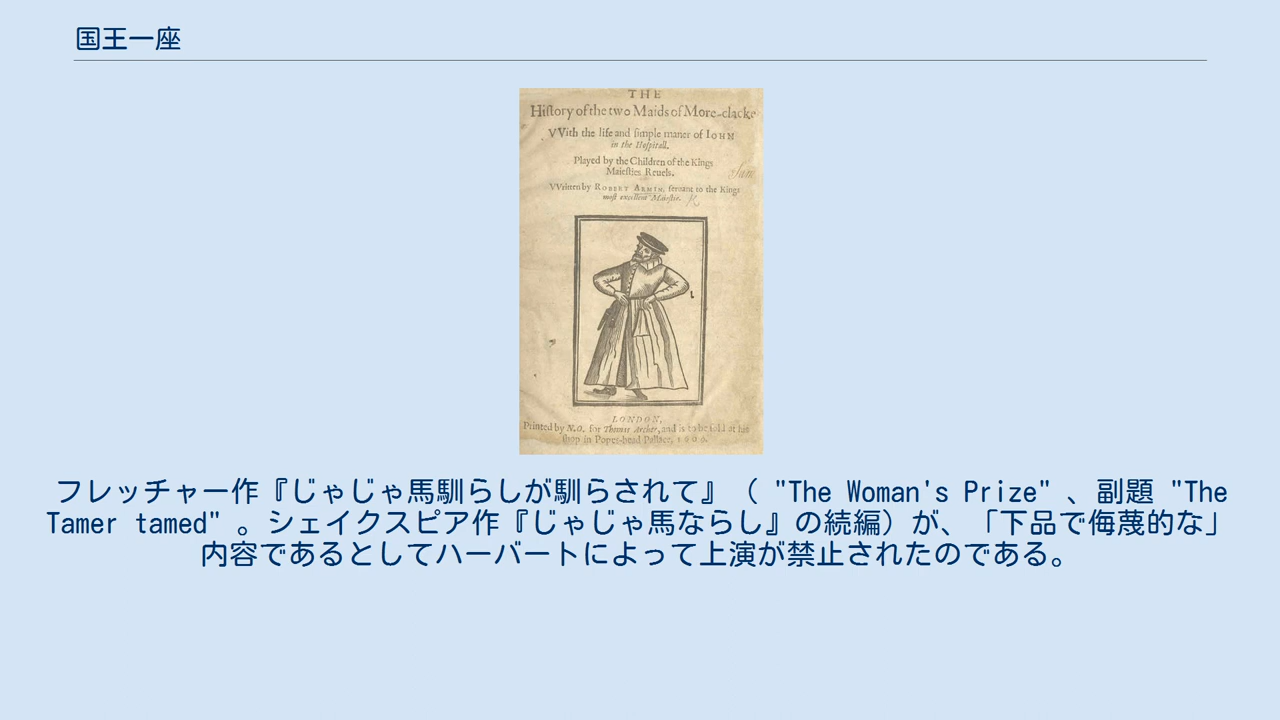 国王一座
THE
Hiſtory of the two Maids of More-clacke
VVith the life and ſimple maner of IOHN
in the Hoſpitall.
Played by the Children of the Kings
Maieſties Reuels.
VVritten by ROBERT ARMIN, ſeruant to the Kings
moſt excellent Maieſtie.
LONDON,
Printed by N.O. for Thomas Archer, and is to be ſold at his
ſhop in Popes-head Pallace, 1609.
フレッチャー作『じゃじゃ馬馴らしが馴らされて』（ "The Woman's Prize" 、副題 "The
Tamer tamed" 。シェイクスピア作『じゃじゃ馬ならし』の続編）が、「下品で侮蔑的な」
内容であるとしてハーバートによって上演が禁止されたのである。